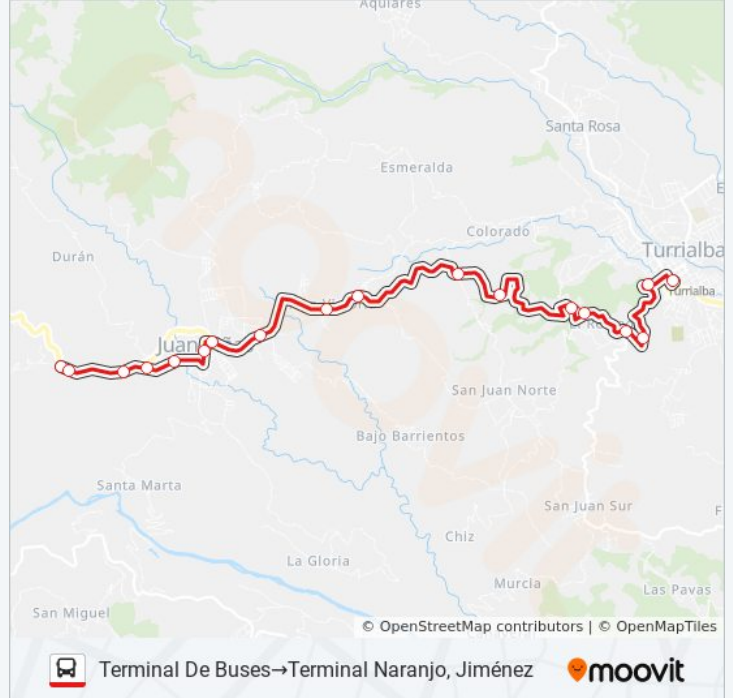 Aquiares
Santa Rosa
Esmeralda
Colorado
Durán
Turrialba
Turrialba
Juan
San Juan Norte
Bajo Barrientos
Santa Marta
San Juan Sur
Chiz
La Gloria
Murcia
Las Pavas
San Miguel
© OpenStreetMap contributors | © OpenMapTiles
Terminal De Buses→Terminal Naranjo, Jiménez
moovit